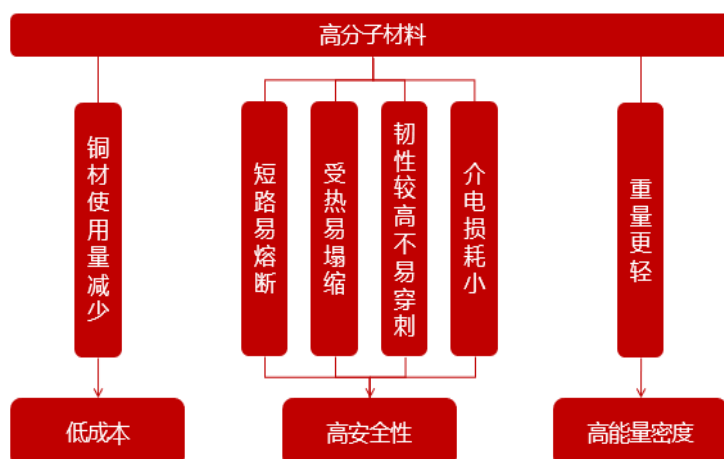 高分子材料
铜材使用量减少
短路易熔断
受热易塌缩
韧性较高不易穿刺
介电损耗小
重量更轻
低成本
高安全性
高能量密度